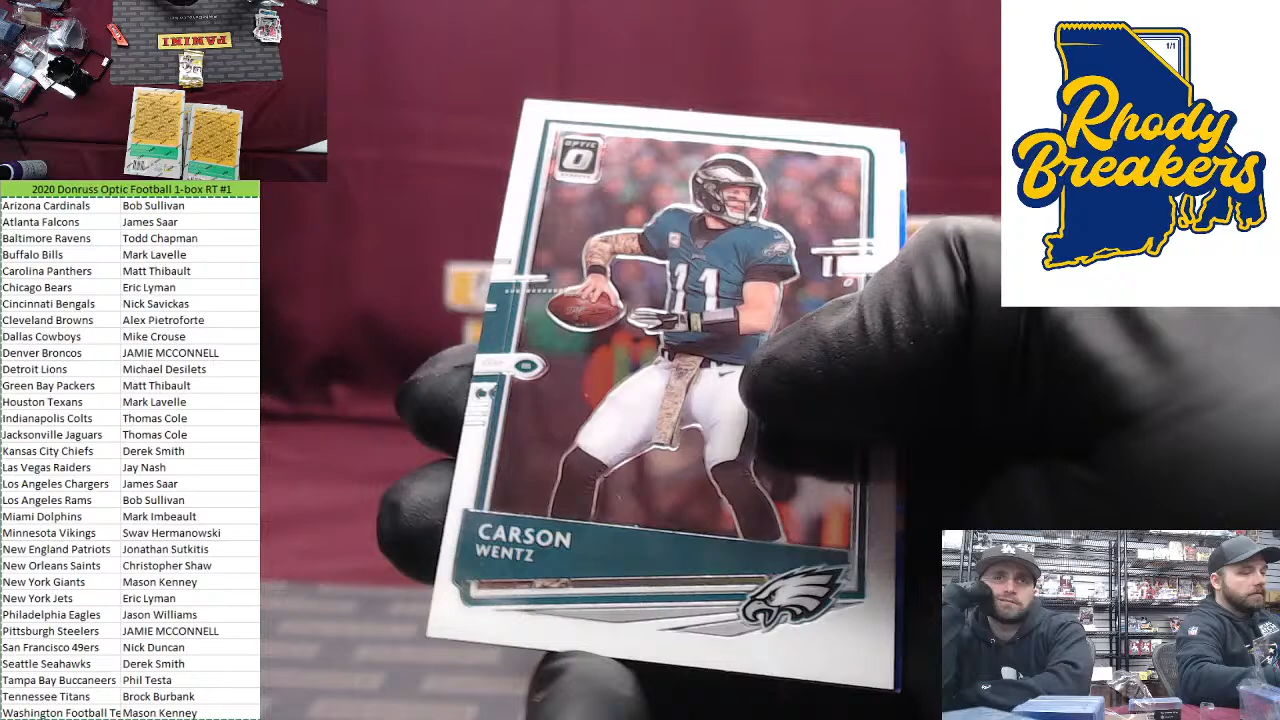 PANINI
2020 Donruss Optic Football 1-box RT #1
Arizona Cardinals Bob Sullivan
Atlanta Falcons James Saar
Baltimore Ravens Todd Chapman
Buffalo Bills Mark Lavelle
Carolina Panthers Matt Thibault
Chicago Bears Eric Lyman
Cincinnati Bengals Nick Savickas
Cleveland Browns Alex Pietroforte
Dallas Cowboys Mike Crouse
Denver Broncos JAMIE MCCONNELL
Detroit Lions Michael Desilets
Green Bay Packers Matt Thibault
Houston Texans Mark Lavelle
Indianapolis Colts Thomas Cole
Jacksonville Jaguars Thomas Cole
Kansas City Chiefs Derek Smith
Las Vegas Raiders Jay Nash
Los Angeles Chargers James Saar
Los Angeles Rams Bob Sullivan
Miami Dolphins Mark Imbeault
Minnesota Vikings Swav Hermanowski
New England Patriots Jonathan Sutkitis
New Orleans Saints Christopher Shaw
New York Giants Mason Kenney
New York Jets Eric Lyman
Philadelphia Eagles Jason Williams
Pittsburgh Steelers JAMIE MCCONNELL
San Francisco 49ers Nick Duncan
Seattle Seahawks Derek Smith
Tampa Bay Buccaneers Phil Testa
Tennessee Titans Brock Burbank
Washington Football Te Mason Kenney
OPTIC
11
CARSON
WENTZ
1/1
Rhody
Breakers
LA